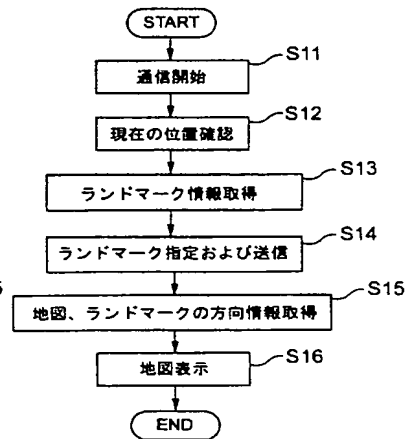 START
S11
通信開始
S12
現在の位置確認
S13
ランドマーク情報取得
S14
ランドマーク指定および送信
S15
地図、ランドマークの方向情報取得
S16
地図表示
END